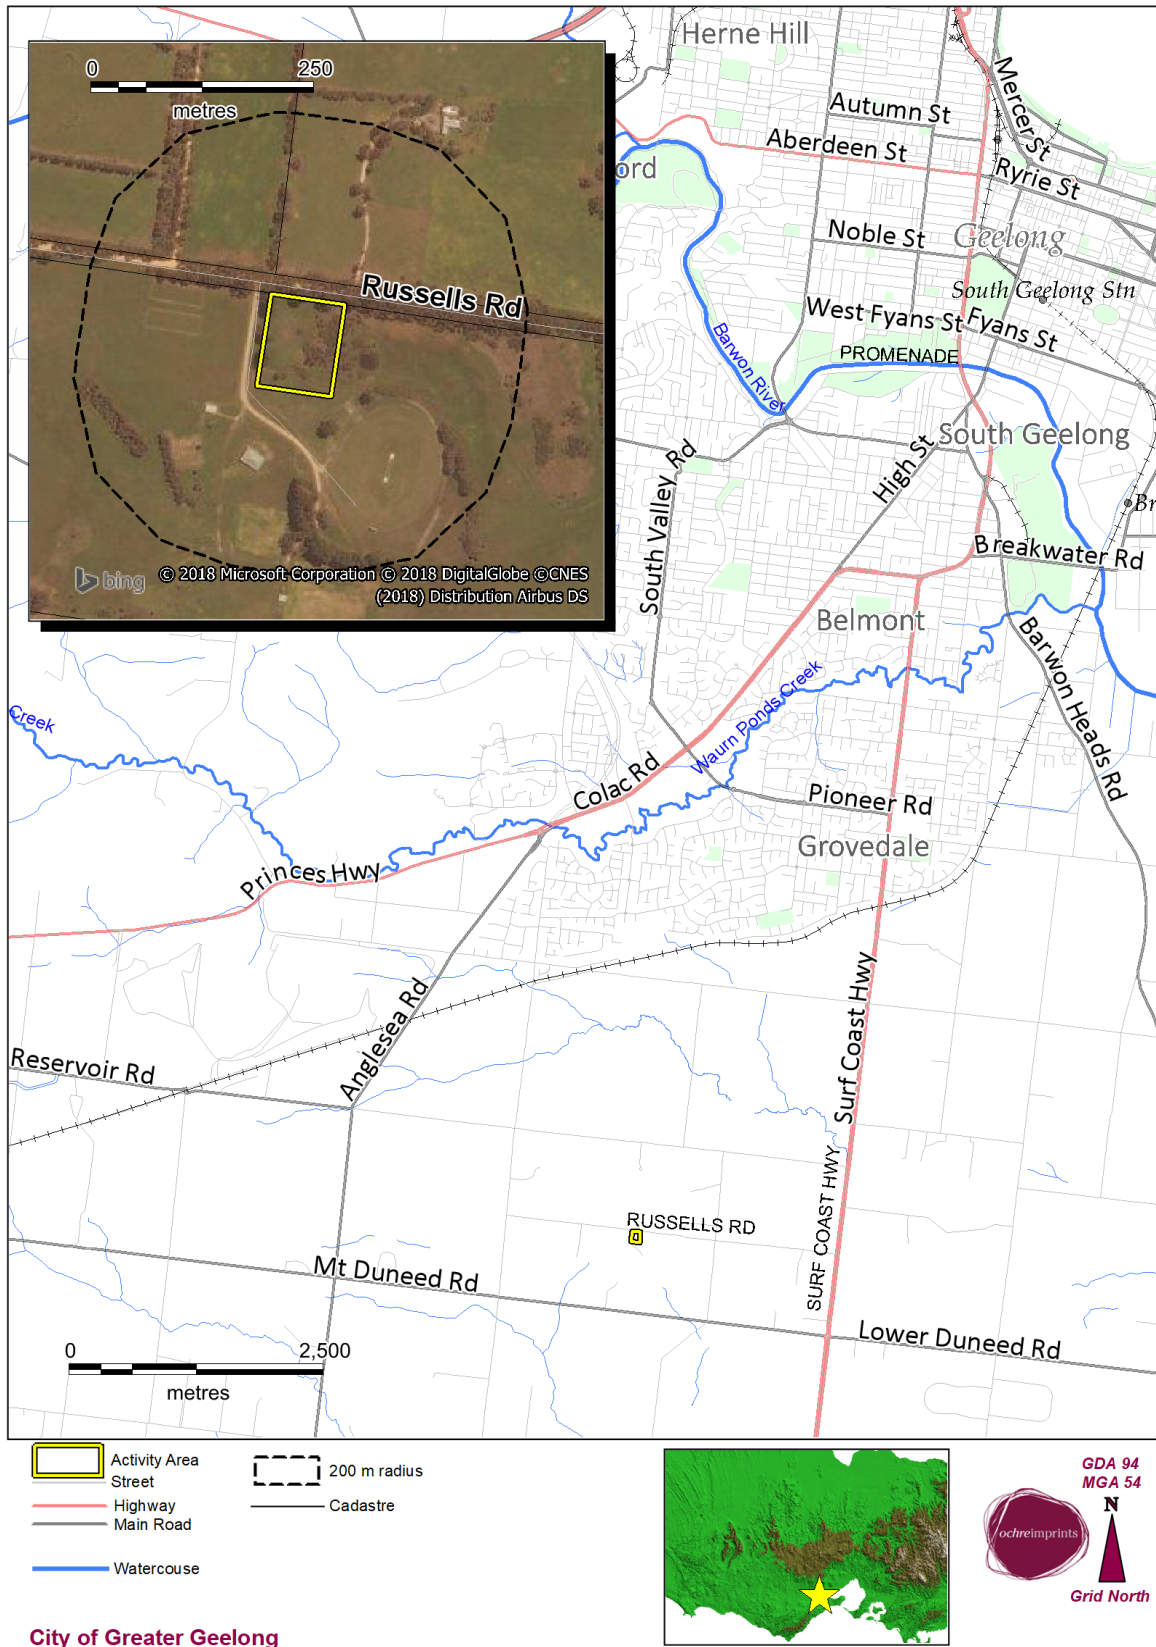 Herne Hill
0 250
metres
Mercer St
Autumn St
Aberdeen St
ord
Ryrie St
Noble St
Geelong
South Geelong Stn
Russells Rd
West Fyans St
Fyans St
Barwon River
PROMENADE
South Geelong
High St
South Valley Rd
Br
Breakwater Rd
bing
© 2018 Microsoft Corporation © 2018 DigitalGlobe ©CNES
(2018) Distribution Airbus DS
Belmont
Barwon Heads Rd
Waurn Ponds Creek
Creek
Colac Rd
Pioneer Rd
Grovedale
Princes Hwy
Surf Coast Hwy
Anglesea Rd
Reservoir Rd
SURF COAST HWY
RUSSELLS RD
Mt Duneed Rd
Lower Duneed Rd
0 2,500
metres
Activity Area
Street
Highway
Main Road
Watercouse
200 m radius
Cadastre
GDA 94
MGA 54
N
ochreimprints
Grid North
City of Greater Geelong